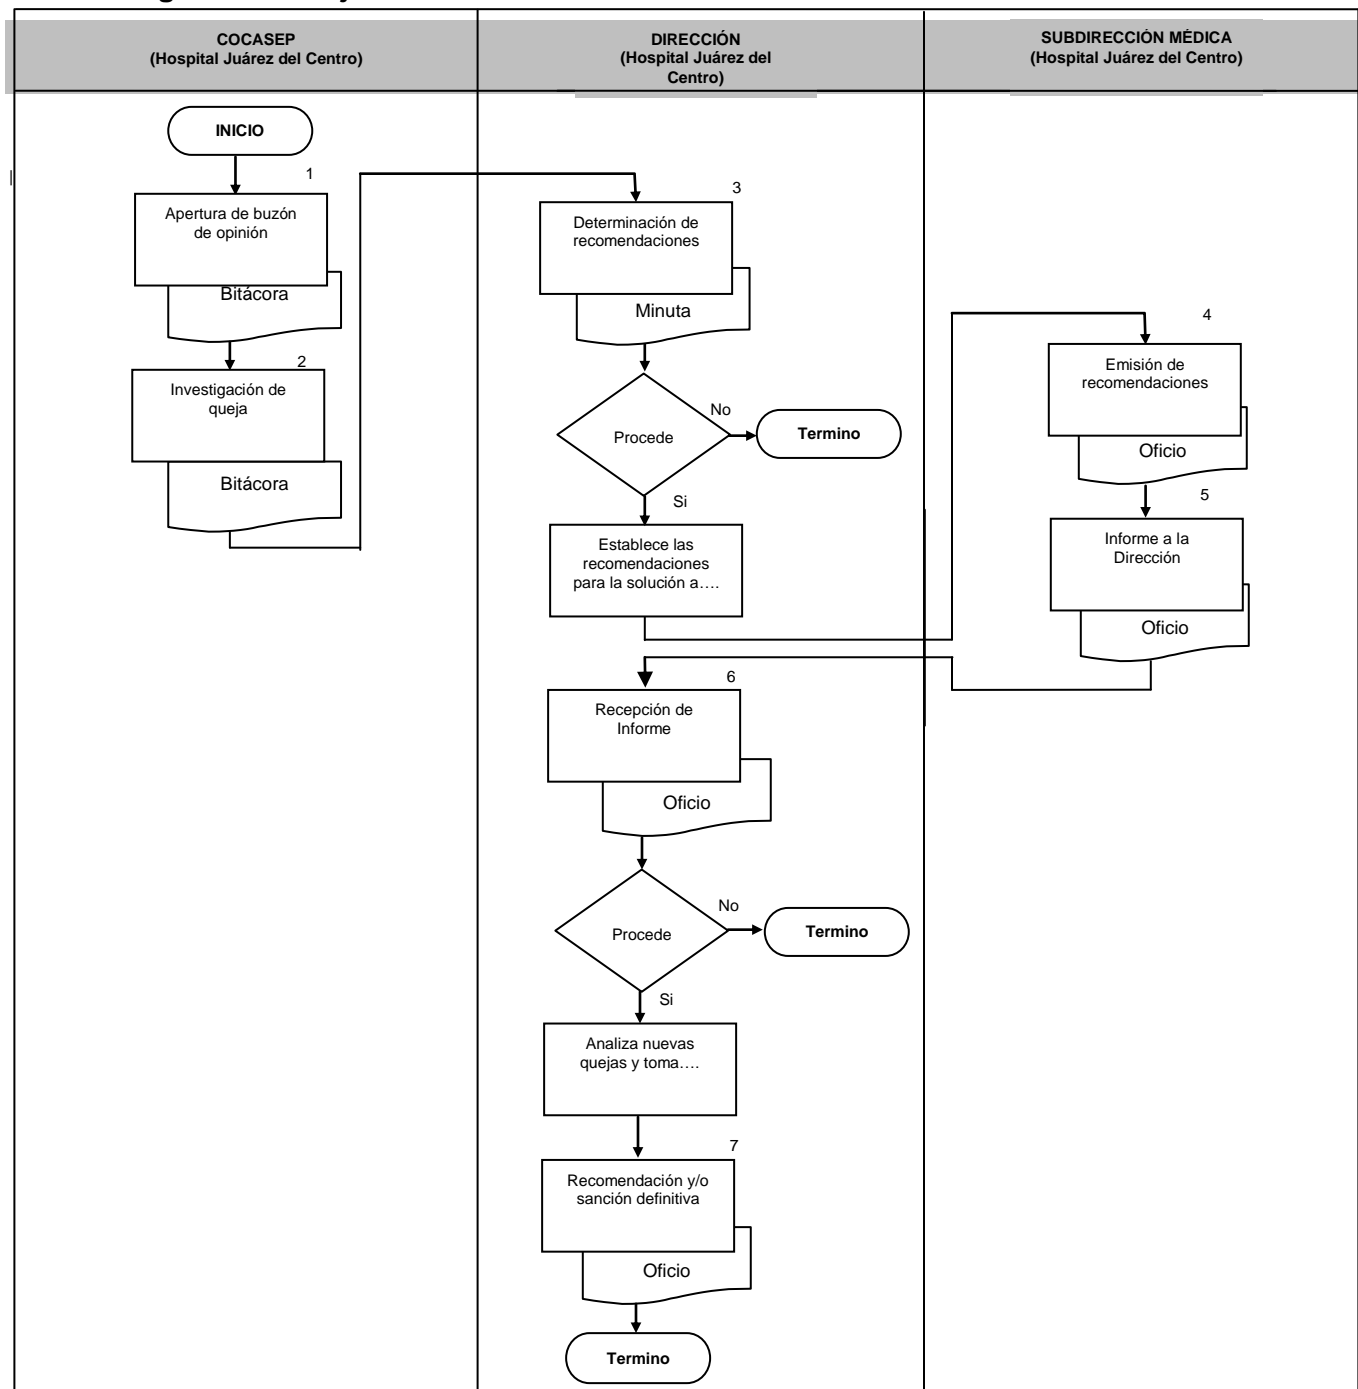 COCASEP
(Hospital Juárez del Centro)
DIRECCIÓN
(Hospital Juárez del
Centro)
SUBDIRECCIÓN MÉDICA
(Hospital Juárez del Centro)
INICIO
1
Apertura de buzón
de opinión
Bitácora
2
Investigación de
queja
Bitácora
3
Determinación de
recomendaciones
Minuta
Procede
No
Termino
Si
Establece las
recomendaciones
para la solución a….
4
Emisión de
recomendaciones
Oficio
5
Informe a la
Dirección
Oficio
6
Recepción de
Informe
Oficio
Procede
No
Termino
Si
Analiza nuevas
quejas y toma….
7
Recomendación y/o
sanción definitiva
Oficio
Termino